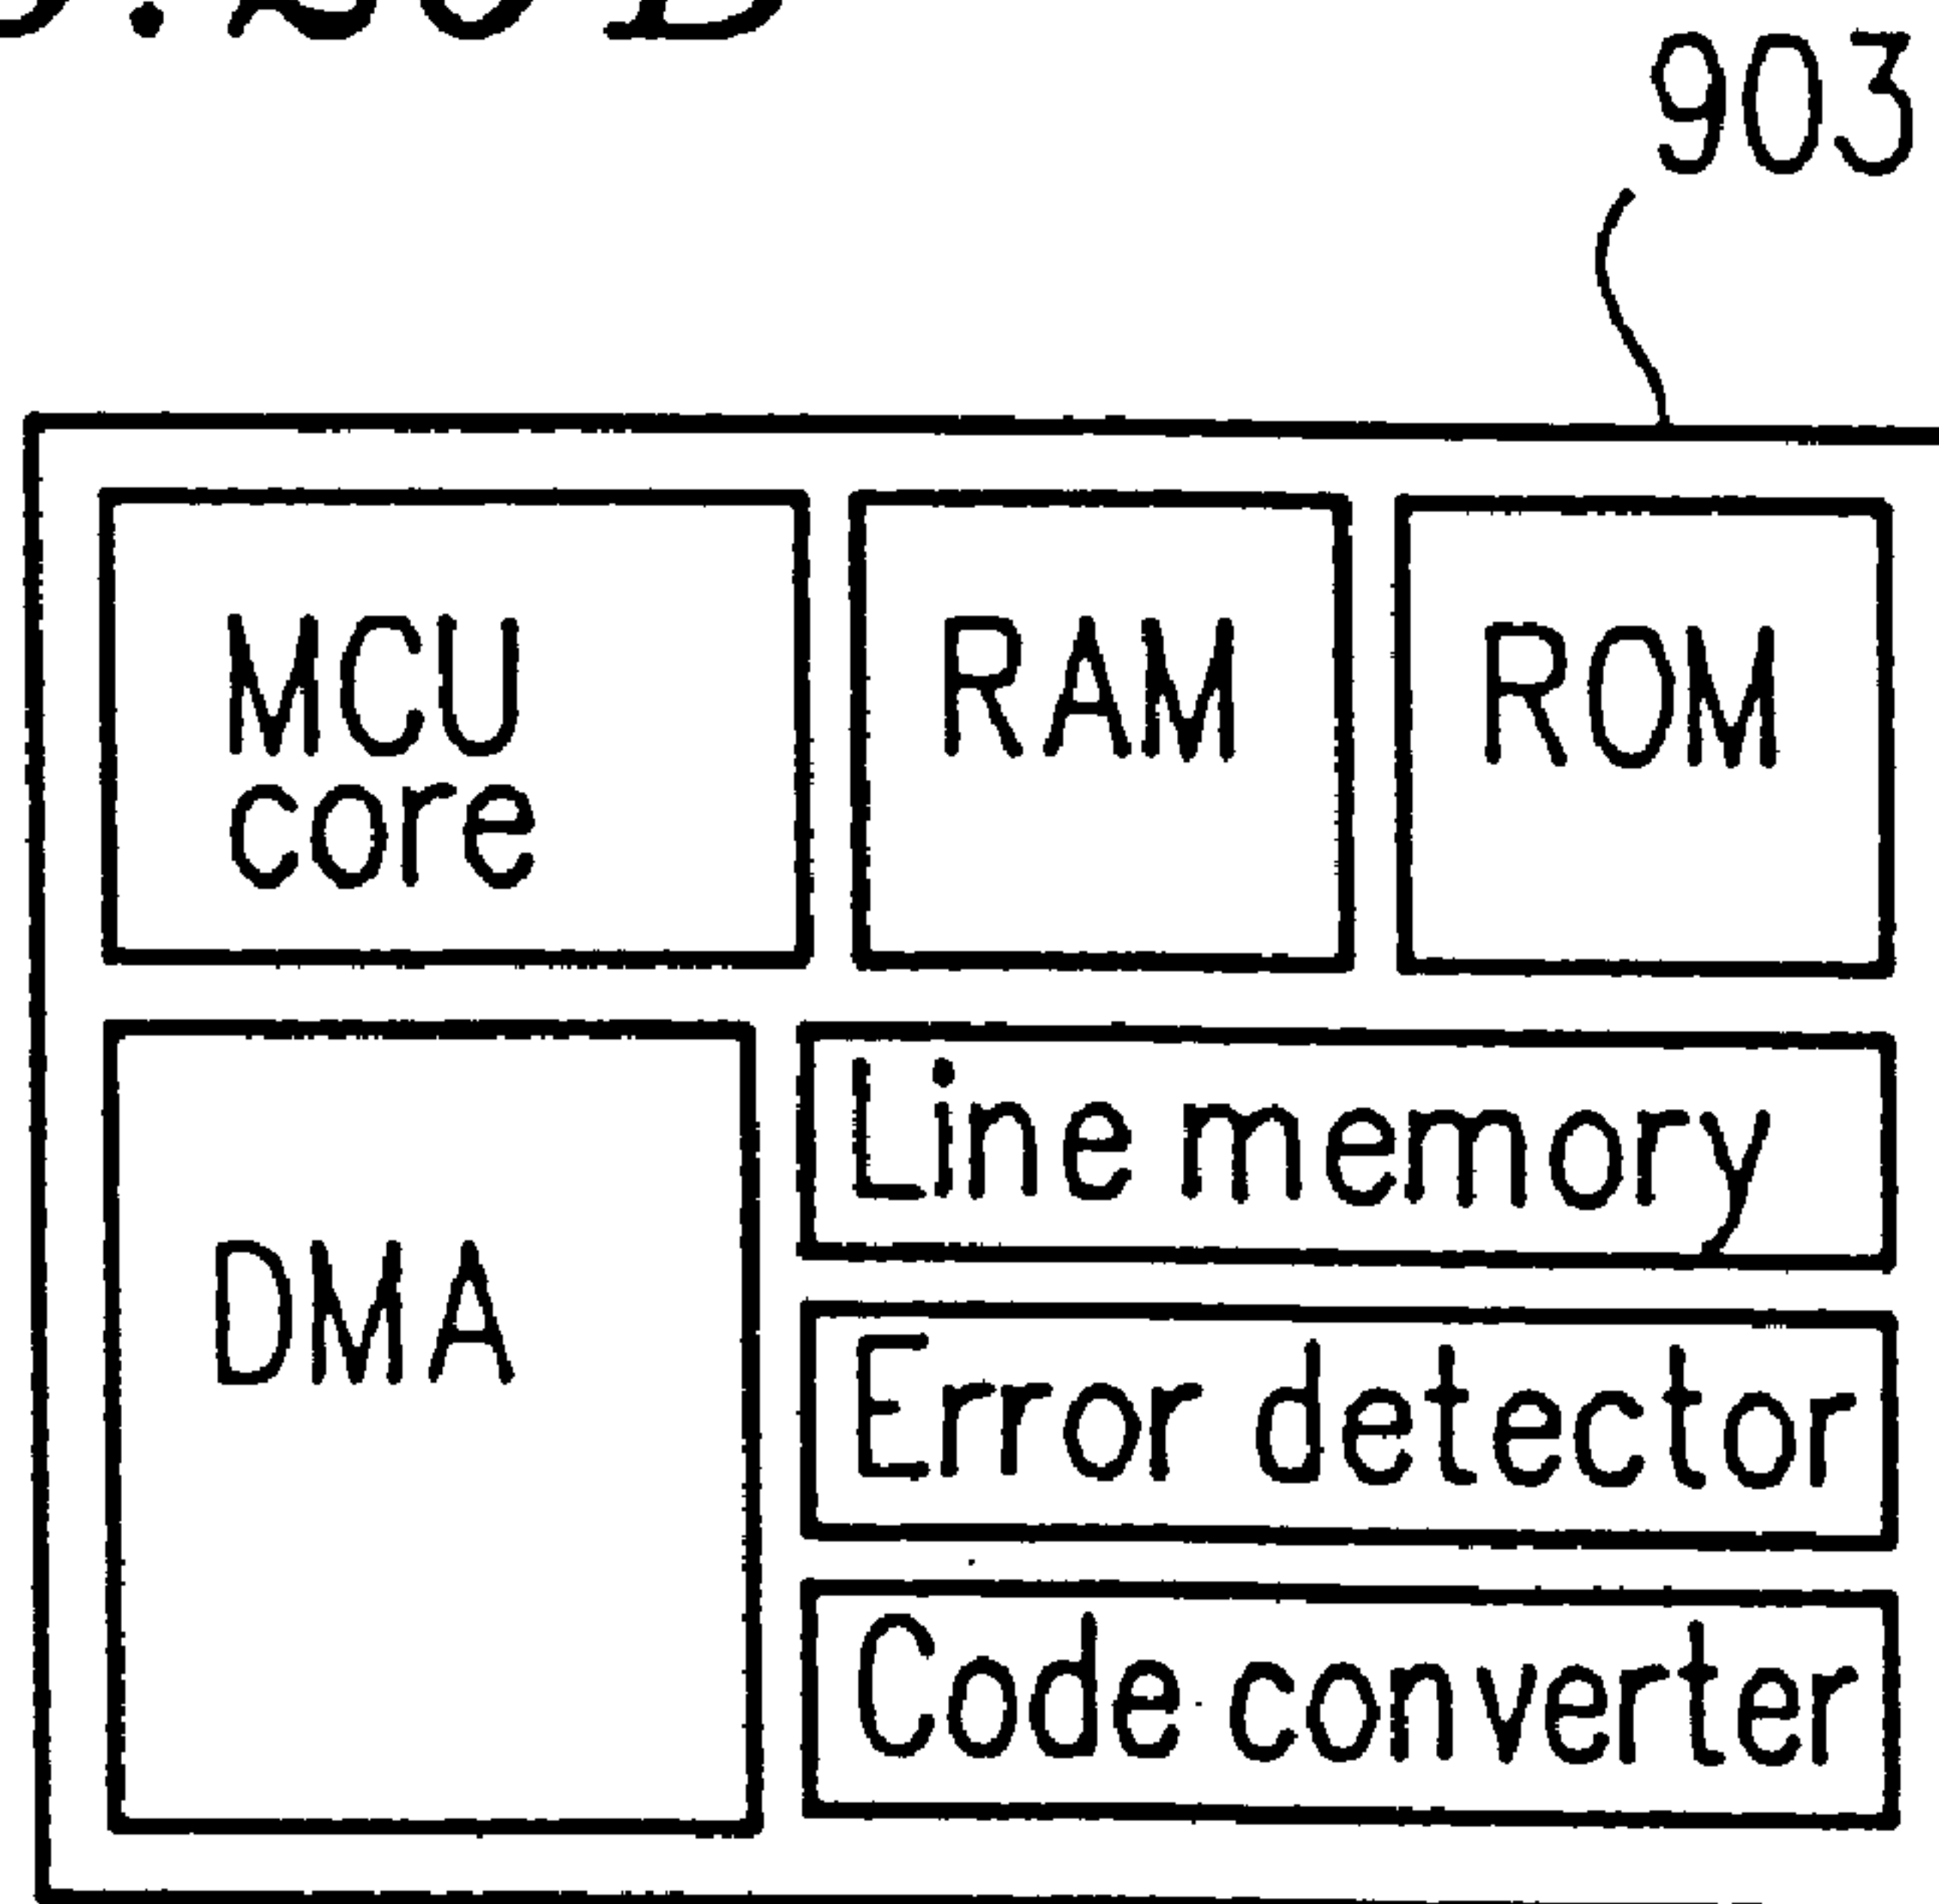 903
MCU
core
RAM
ROM
Line memory
DMA
Error detector
Code converter